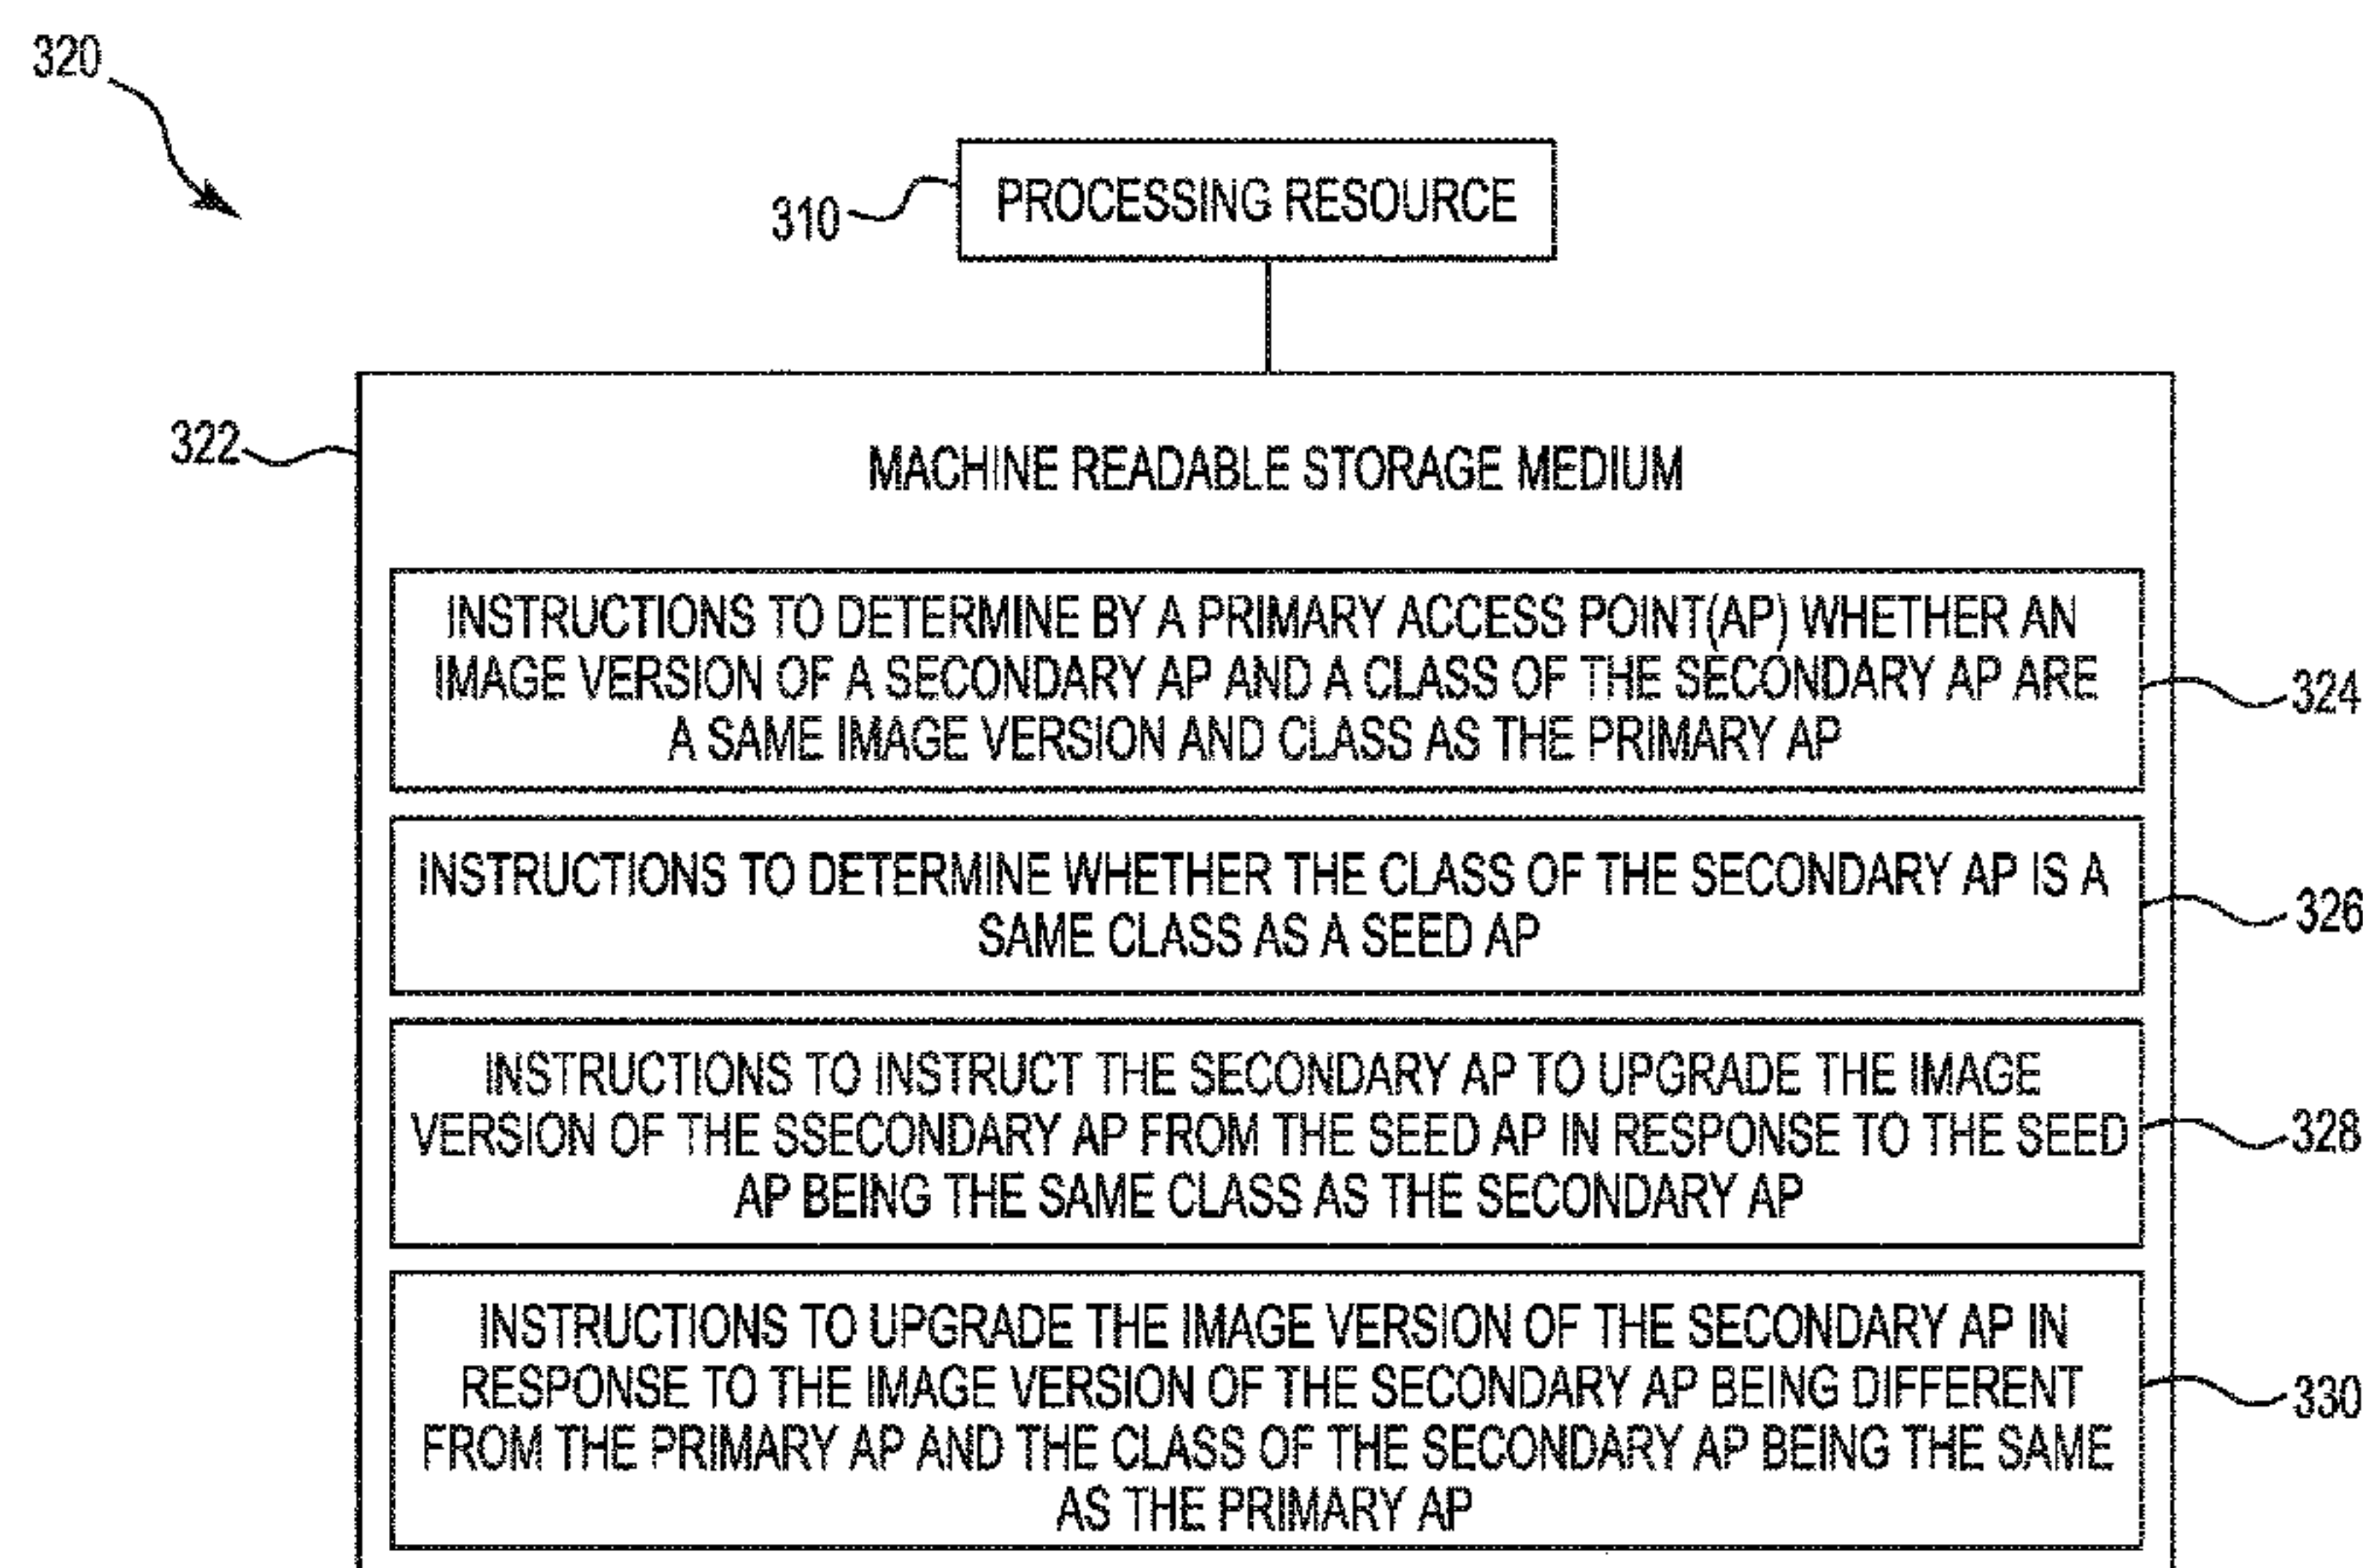 320
310
PROCESSING RESOURCE
322
MACHINE READABLE STORAGE MEDIUM
INSTRUCTIONS TO DETERMINE BY A PRIMARY ACCESS POINT(AP) WHETHER AN
IMAGE VERSION OF A SECONDARY AP AND A CLASS OF THE SECONDARY AP ARE
A SAME IMAGE VERSION AND CLASS AS THE PRIMARY AP
324
INSTRUCTIONS TO DETERMINE WHETHER THE CLASS OF THE SECONDARY AP IS A
SAME CLASS AS A SEED AP
326
INSTRUCTIONS TO INSTRUCT THE SECONDARY AP TO UPGRADE THE IMAGE
VERSION OF THE SSECONDARY AP FROM THE SEED AP IN RESPONSE TO THE SEED
AP BEING THE SAME CLASS AS THE SECONDARY AP
328
INSTRUCTIONS TO UPGRADE THE IMAGE VERSION OF THE SECONDARY AP IN
RESPONSE TO THE IMAGE VERSION OF THE SECONDARY AP BEING DIFFERENT
FROM THE PRIMARY AP AND THE CLASS OF THE SECONDARY AP BEING THE SAME
AS THE PRIMARY AP
330